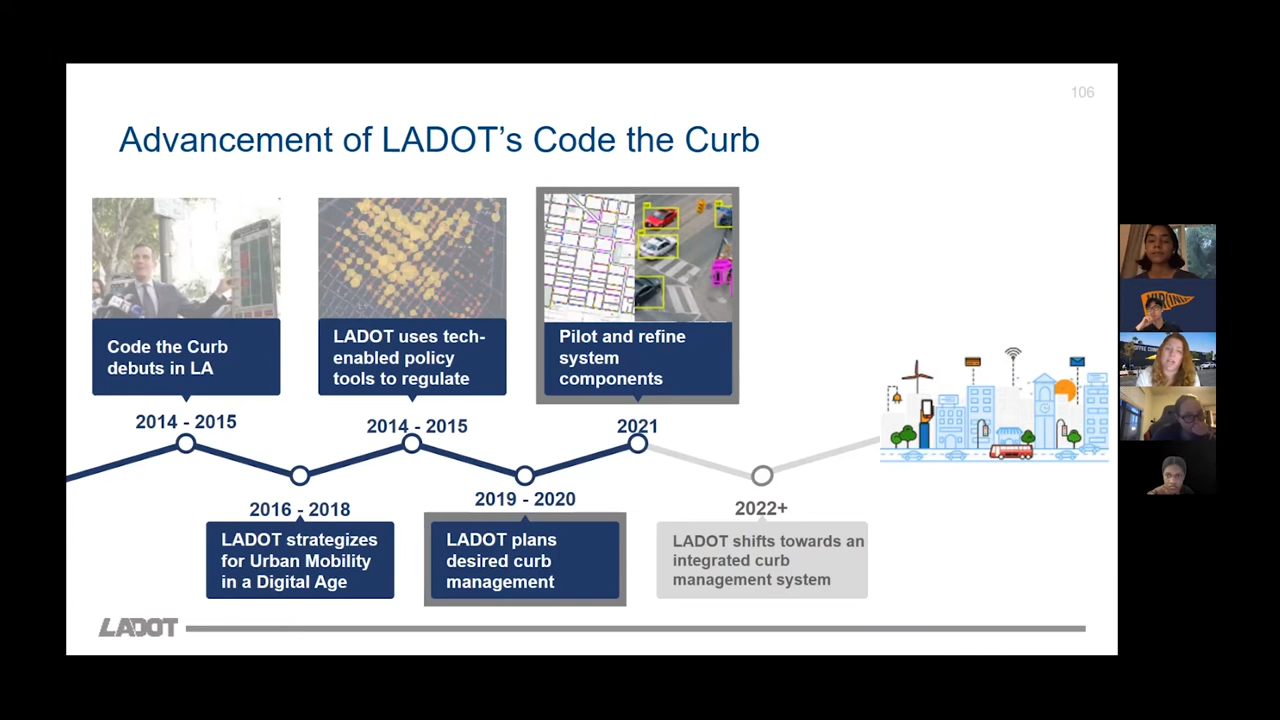 106
Advancement of LADOT's Code the Curb
Code the Curb
debuts in LA
2014 - 2015
LADOT uses tech-
enabled policy
tools to regulate
2014 - 2015
Pilot and refine
system
components
2021
2016 - 2018
LADOT strategizes
for Urban Mobility
in a Digital Age
2019 - 2020
LADOT plans
desired curb
management
2022+
LADOT shifts towards an
integrated curb
management system
LADOT